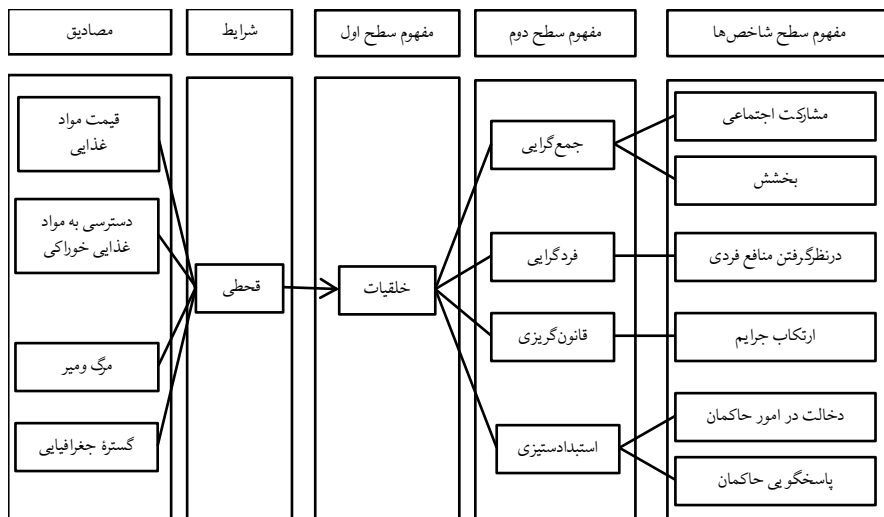 مفهوم سطح شاخص‌ها
مفهوم سطح دوم
مفهوم سطح اول
شرایط
مصادیق
مشارکت اجتماعی
بخشش
درنظرگرفتن منافع فردی
ارتکاب جرایم
دخالت در امور حاکمان
پاسخگویی حاکمان
جمع‌گرایی
فردگرایی
قانون‌گریزی
استبدادستیزی
خلقیات
قحطی
قیمت مواد
غذایی
دسترسی به مواد
غذایی خوراکی
مرگ ومیر
گسترهٔ جغرافیایی